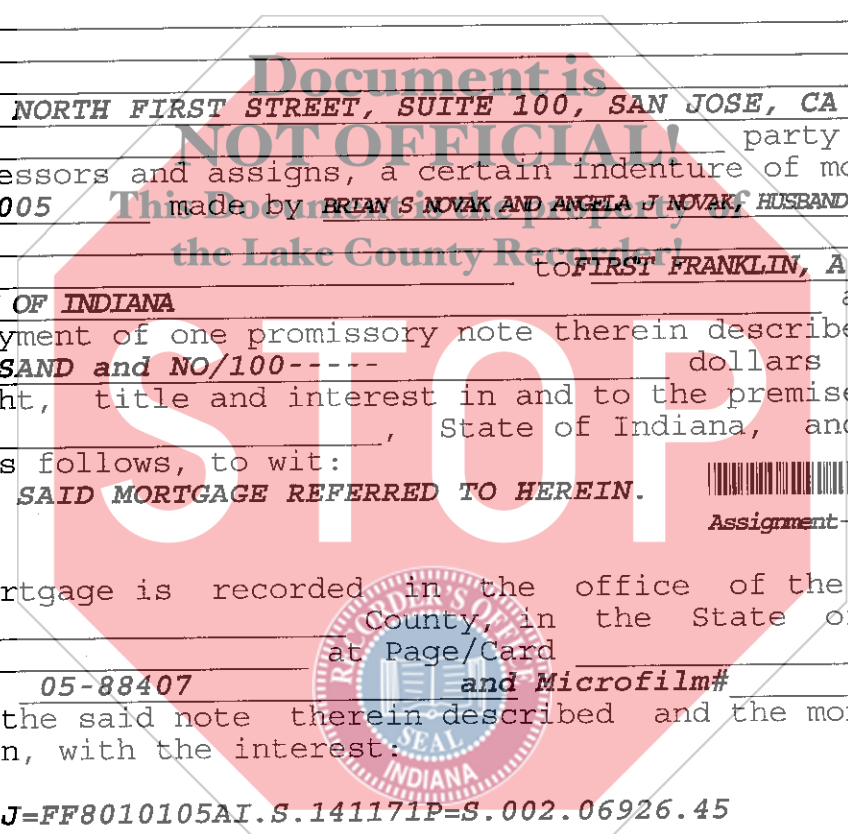 Document is
NORTH FIRST STREET, SUITE 100, SAN JOSE, CA
NOT OFFICIAL!
party
essors and assigns, a certain indenture of mo
005 made by BRIAN S NOVAK AND ANGELA J NOVAK, HUSBAND
This Document is the property of
the Lake County Recorder!
to FIRST FRANKLIN, A
OF INDIANA a
yment of one promissory note therein describe
SAND and NO/100----- dollars
ht, title and interest in and to the premise
, State of Indiana, and
s follows, to wit:
SAID MORTGAGE REFERRED TO HEREIN.
Assignment-
STOP
rtgage is recorded in the office of the
County, in the State of
at Page/Card
05-88407 and Microfilm#
the said note therein described and the mor
n, with the interest:
RECORDER'S OFFICE
SEAL
INDIANA
J=FF8010105AI.S.141171P=S.002.06926.45